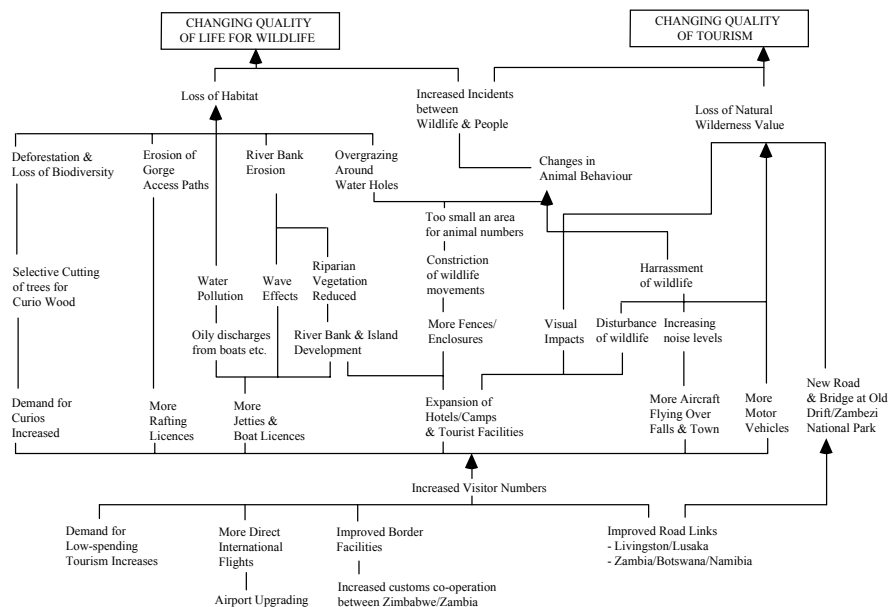 CHANGING QUALITY
OF LIFE FOR WILDLIFE
CHANGING QUALITY
OF TOURISM
Loss of Habitat
Increased Incidents
between
Wildlife & People
Loss of Natural
Wilderness Value
Deforestation &
Loss of Biodiversity
Erosion of
Gorge
Access Paths
River Bank
Erosion
Overgrazing
Around
Water Holes
Changes in
Animal Behaviour
Too small an area
for animal numbers
Selective Cutting
of trees for
Curio Wood
Water
Pollution
Wave
Effects
Riparian
Vegetation
Reduced
Constriction
of wildlife
movements
Harrassment
of wildlife
Oily discharges
from boats etc.
River Bank & Island
Development
More Fences/
Enclosures
Visual
Impacts
Disturbance
of wildlife
Increasing
noise levels
Demand for
Curios
Increased
More
Rafting
Licences
More
Jetties &
Boat Licences
Expansion of
Hotels/Camps
& Tourist Facilities
More Aircraft
Flying Over
Falls & Town
More
Motor
Vehicles
New Road
& Bridge at Old
Drift/Zambezi
National Park
Increased Visitor Numbers
Demand for
Low-spending
Tourism Increases
More Direct
International
Flights
Airport Upgrading
Improved Border
Facilities
Increased customs co-operation
between Zimbabwe/Zambia
Improved Road Links
- Livingston/Lusaka
- Zambia/Botswana/Namibia